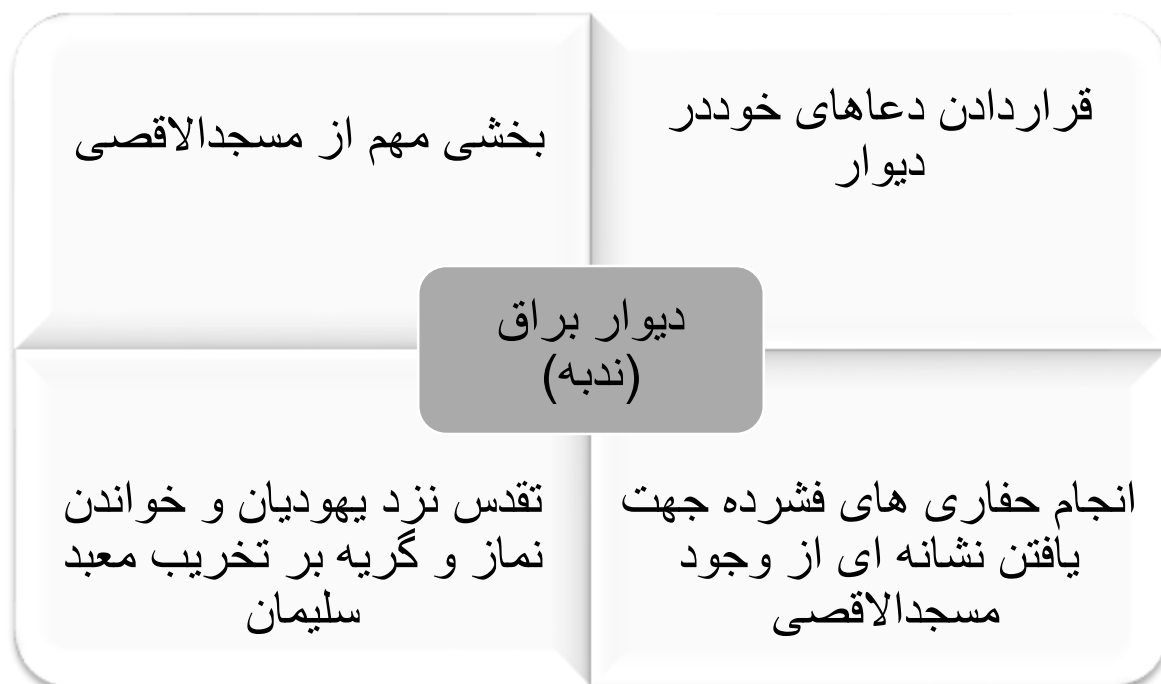 قراردادن دعاهای خوددر
دیوار
بخشی مهم از مسجدالاقصی
دیوار براق
(ندبه)
انجام حفاری های فشرده جهت
یافتن نشانه ای از وجود
مسجدالاقصی
تقدس نزد یهودیان و خواندن
نماز و گریه بر تخریب معبد
سلیمان